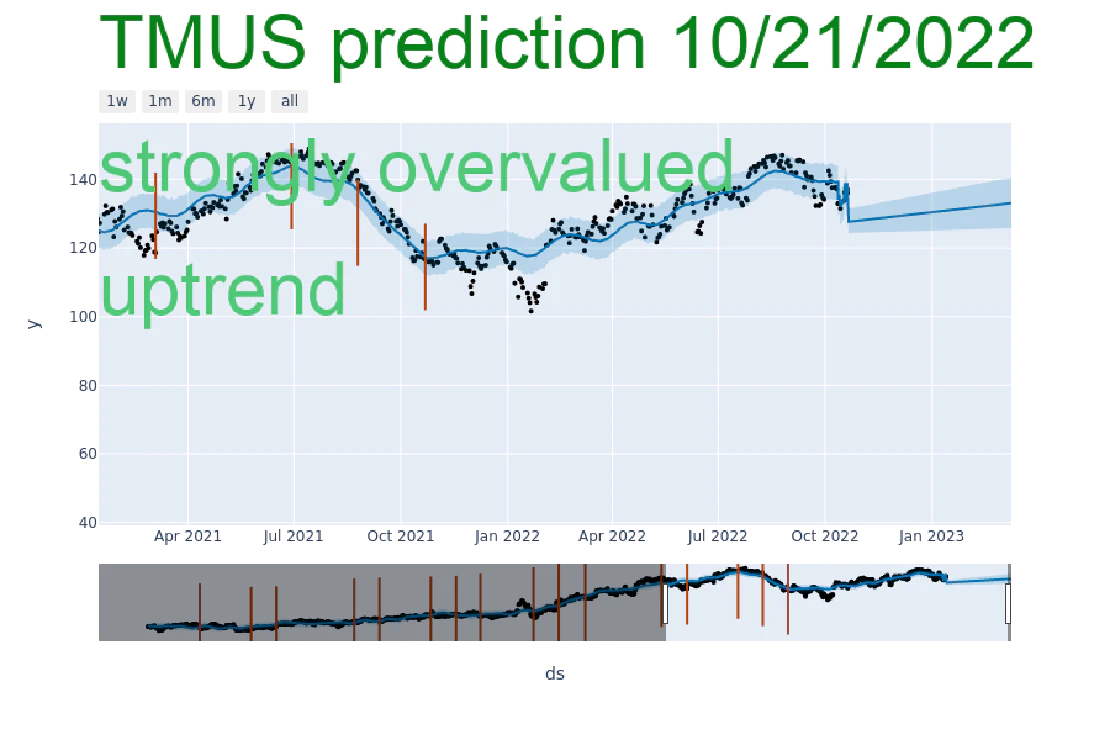 TMUS prediction 10/21/2022
1w 1m 6m 1y all
strongly overvalued
140
120
uptrend
100
y
80
60
40
Apr 2021 Jul 2021 Oct 2021 Jan 2022 Apr 2022 Jul 2022 Oct 2022 Jan 2023
ds